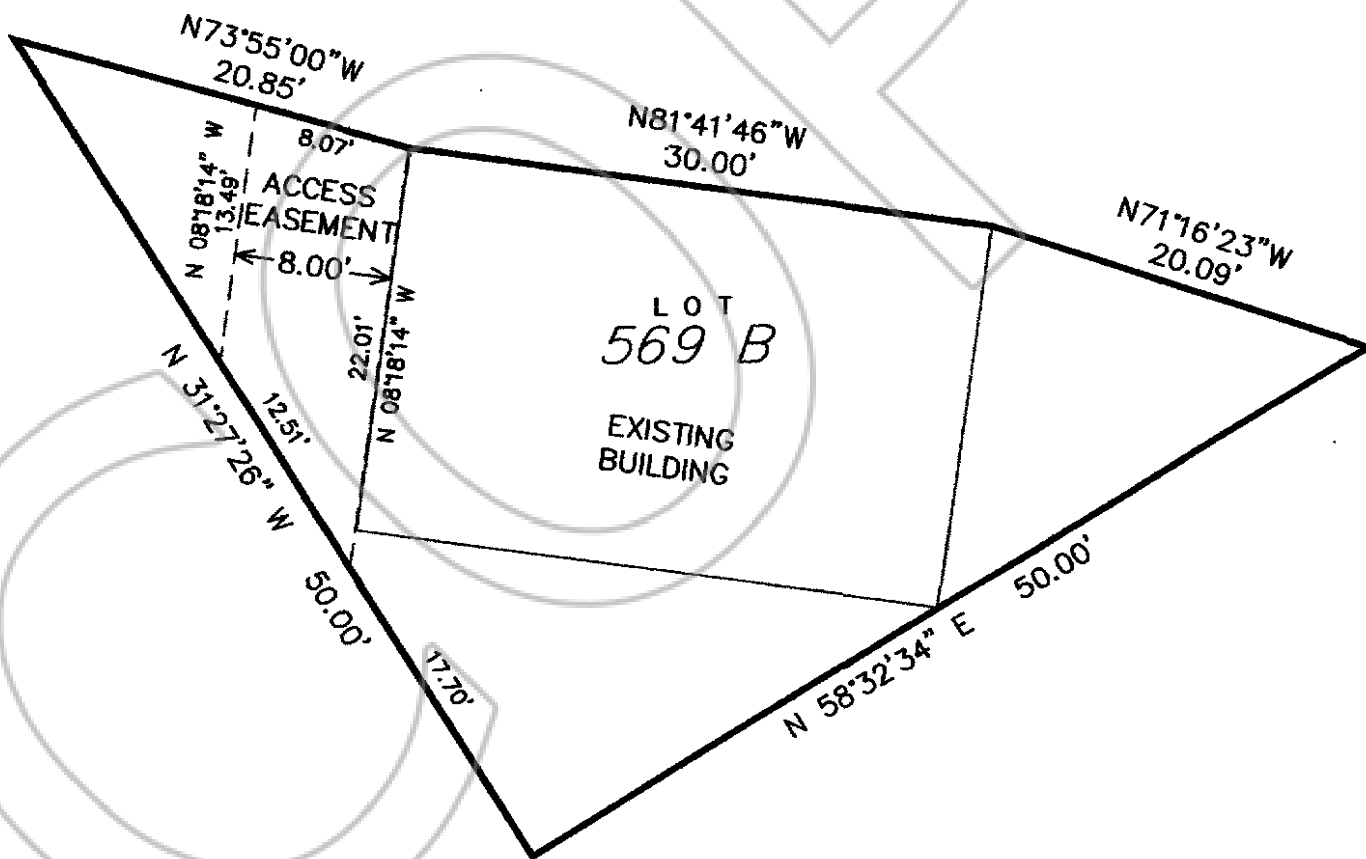 N73°55'00"W
20.85'
8.07'
N 08°18'14" W
13.49'
ACCESS
EASEMENT
8.00'
N81°41'46"W
30.00'
N71°16'23"W
20.09'
LOT
569 B
EXISTING
BUILDING
22.01'
N 08°18'14" W
12.51'
N 31°27'26" W
50.00'
17.70'
N 58°32'34" E
50.00'